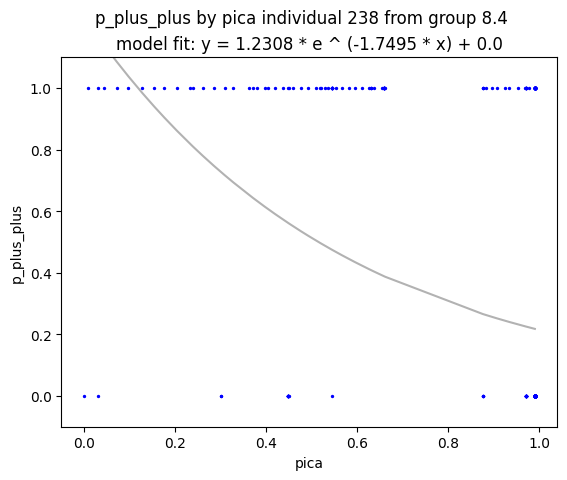 p_plus_plus by pica individual 238 from group 8.4
model fit: y = 1.2308 * e ^ (-1.7495 * x) + 0.0
1.0
0.8
0.6
0.4
0.2
0.0
p_plus_plus
0.0 0.2 0.4 0.6 0.8 1.0
pica